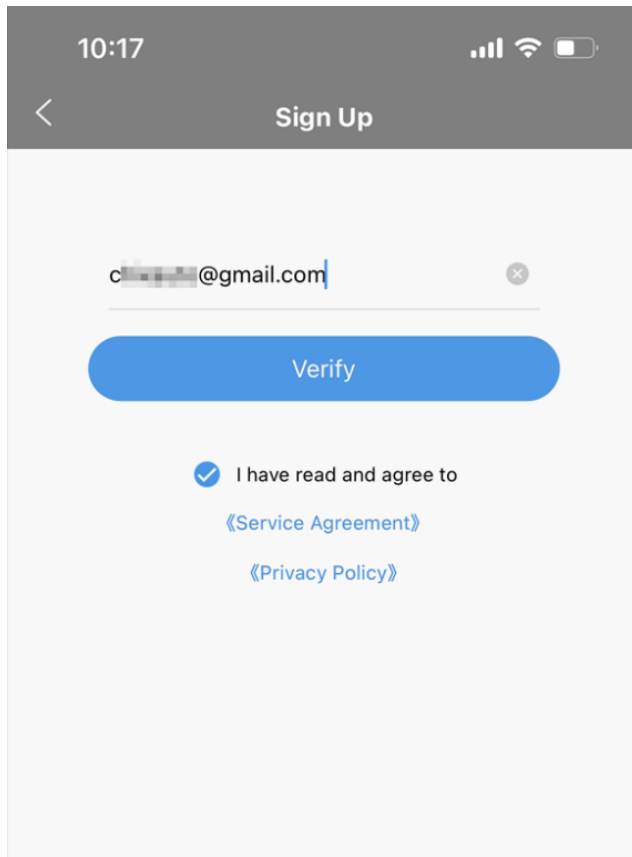 10:17
Sign Up
@gmail.com
Verify
I have read and agree to
《Service Agreement》
《Privacy Policy》